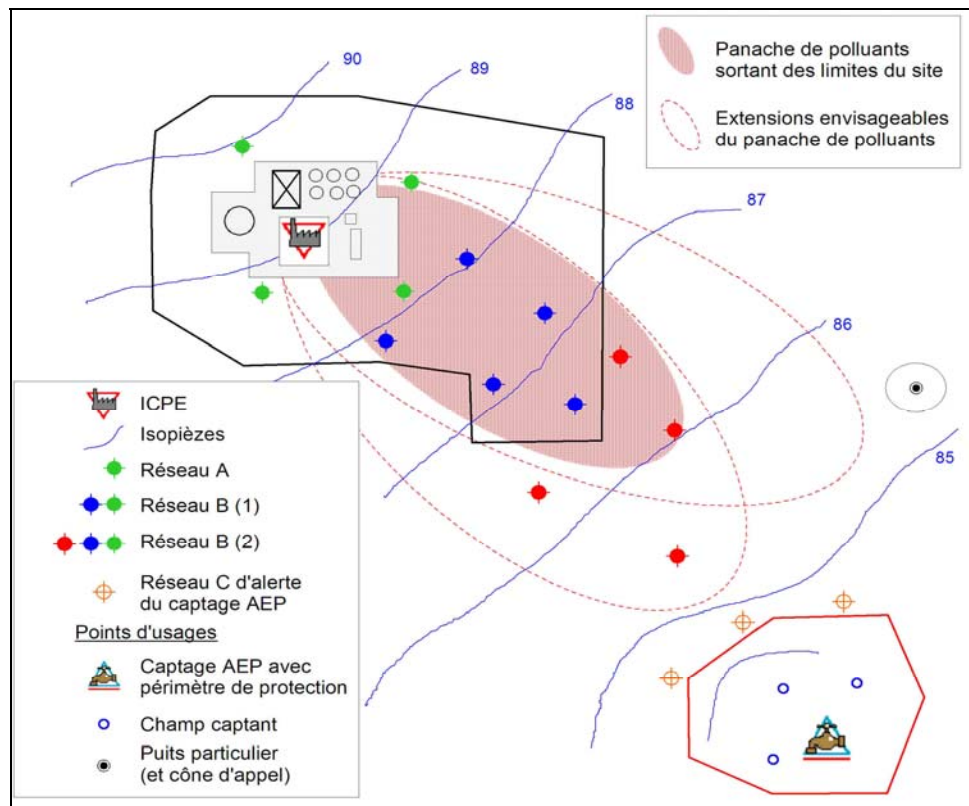 90
89
88
87
86
85
Panache de polluants
sortant des limites du site
Extensions envisageables
du panache de polluants
ICPE
Isopièzes
Réseau A
Réseau B (1)
Réseau B (2)
Réseau C d'alerte
du captage AEP
Points d'usages
Captage AEP avec
périmètre de protection
Champ captant
Puits particulier
(et cône d'appel)